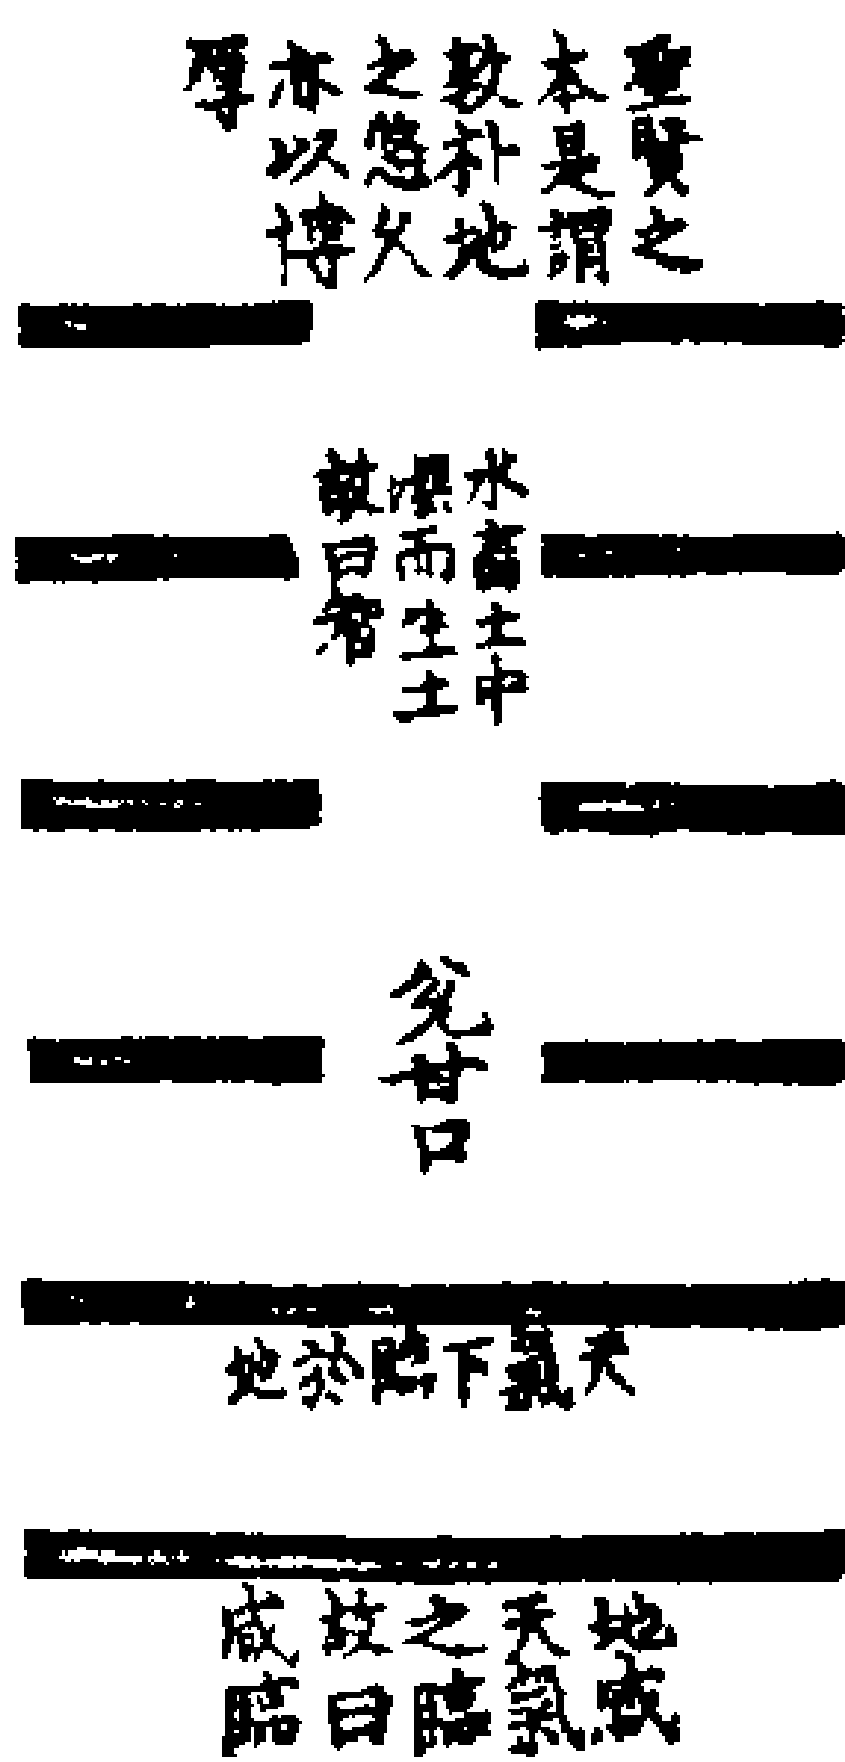 聖賢之
本是謂
敦朴地
之悠久
亦以博
厚
水畜土中
而生土
故曰智
兌甘口
天氣下臨於地
地感
天氣
之臨
故曰
咸臨